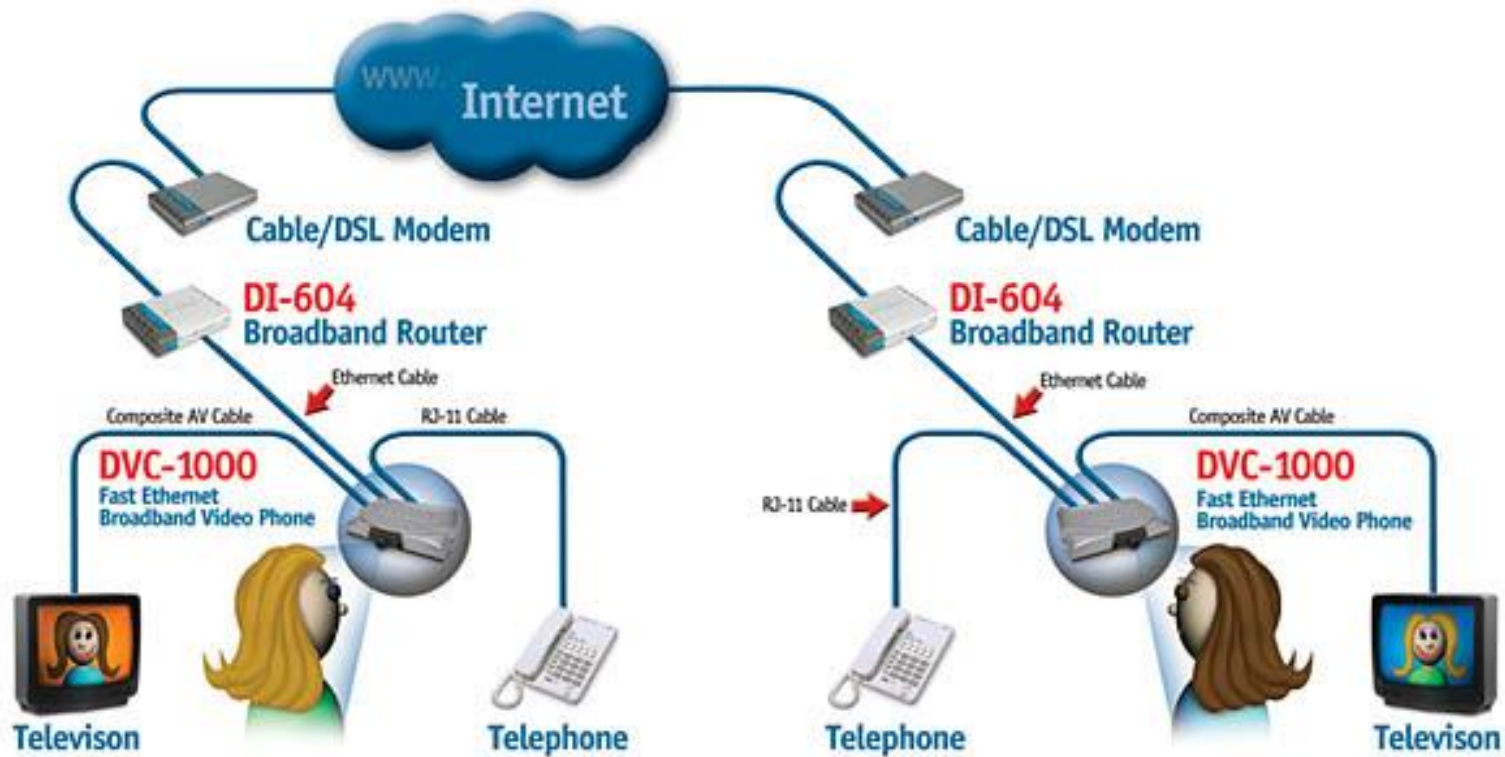 www.
Internet
Cable/DSL Modem
Cable/DSL Modem
DI-604
Broadband Router
DI-604
Broadband Router
Ethernet Cable
Ethernet Cable
Composite AV Cable
RJ-11 Cable
Composite AV Cable
DVC-1000
Fast Ethernet
Broadband Video Phone
RJ-11 Cable
DVC-1000
Fast Ethernet
Broadband Video Phone
Televison
Telephone
Telephone
Televison